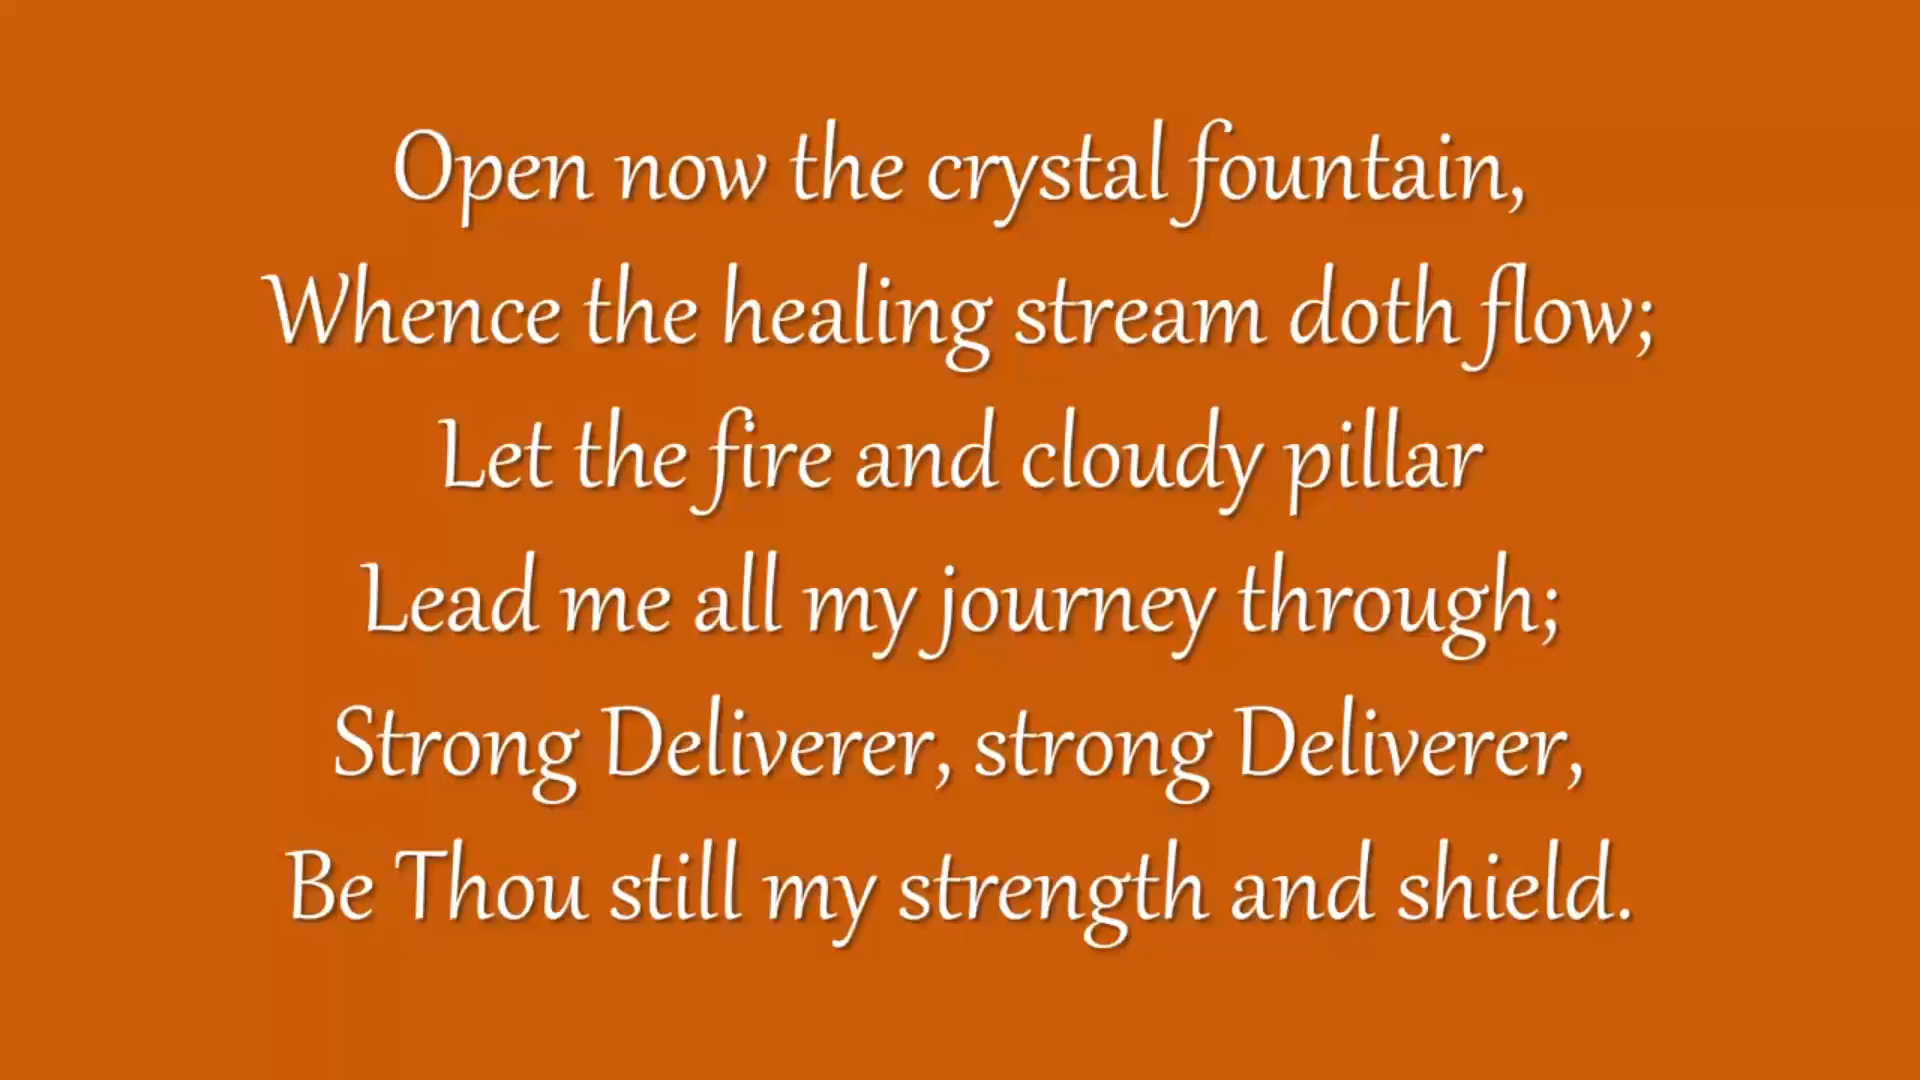 Open now the crystal fountain,
Whence the healing stream doth flow;
Let the fire and cloudy pillar
Lead me all my journey through;
Strong Deliverer, strong Deliverer,
Be Thou still my strength and shield.